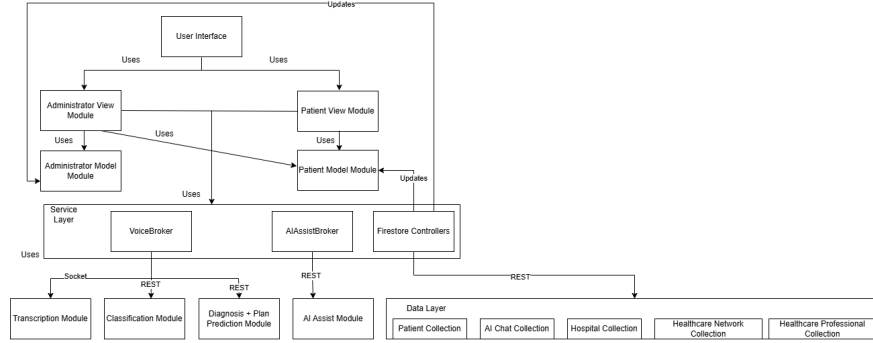 Updates
User Interface
Uses
Uses
Administrator View
Module
Patient View Module
Uses
Uses
Uses
Administrator Model
Module
Patient Model Module
Updates
Uses
Service
Layer
VoiceBroker
AIAssistBroker
Firestore Controllers
Uses
Socket
REST
REST
REST
REST
Transcription Module
Classification Module
Diagnosis + Plan
Prediction Module
AI Assist Module
Data Layer
Patient Collection
AI Chat Collection
Hospital Collection
Healthcare Network
Collection
Healthcare Professional
Collection